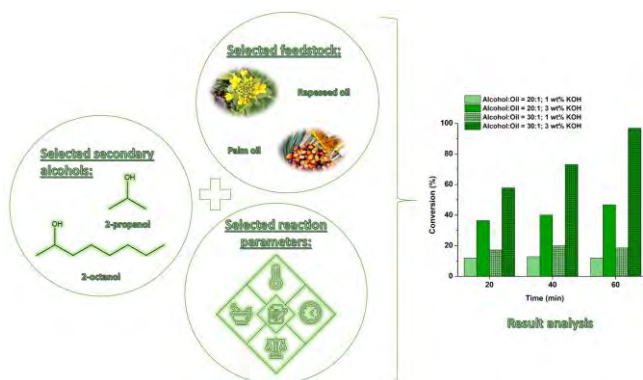 Selected feedstock:
Rapeseed oil
Palm oil
Selected secondary
alcohols:
OH
2-propanol
OH
2-octanol
Selected reaction
parameters:
Alcohol:Oil = 20:1; 1 wt% KOH
Alcohol:Oil = 20:1; 3 wt% KOH
Alcohol:Oil = 30:1; 1 wt% KOH
Alcohol:Oil = 30:1; 3 wt% KOH
Conversion (%)
100
80
60
40
20
0
20
40
60
Time (min)
Result analysis